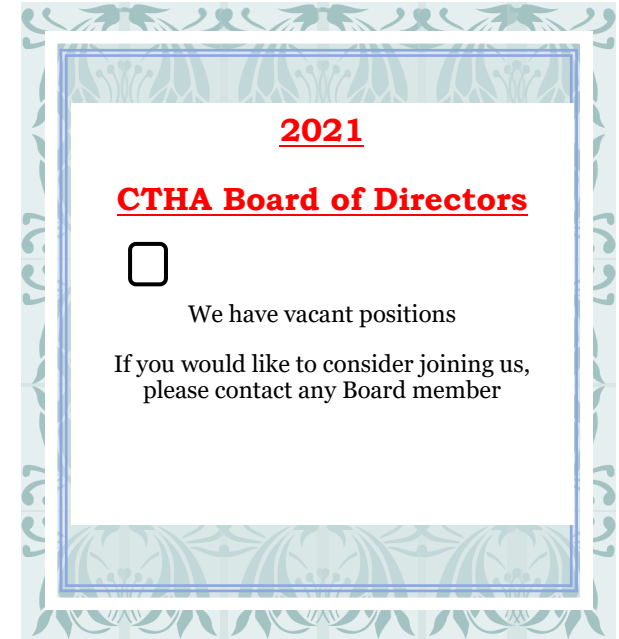 2021
CTHA Board of Directors
We have vacant positions
If you would like to consider joining us,
please contact any Board member